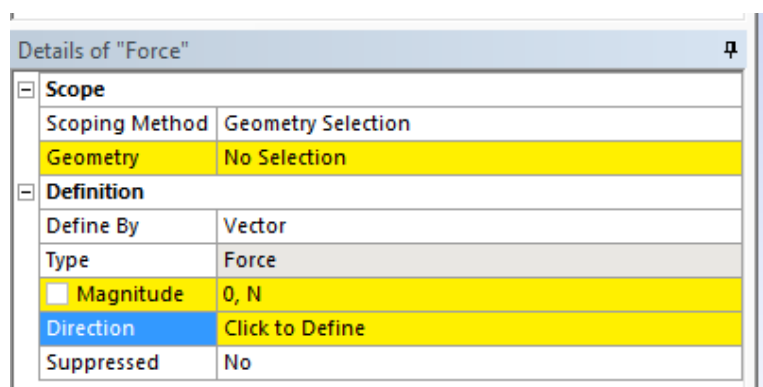 Details of "Force"
Scope
Scoping Method Geometry Selection
Geometry No Selection
Definition
Define By Vector
Type Force
Magnitude 0, N
Direction Click to Define
Suppressed No